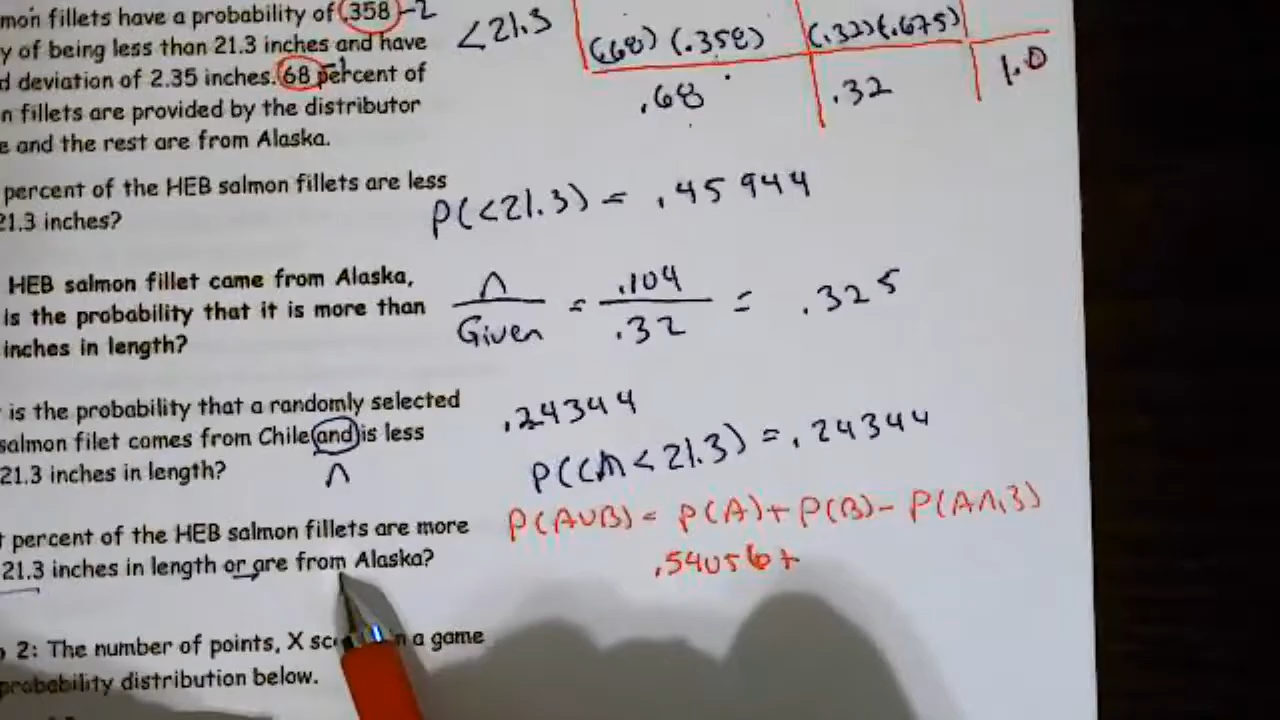 mon fillets have a probability of .358 -2
y of being less than 21.3 inches and have
d deviation of 2.35 inches. 68 percent of
n fillets are provided by the distributor
e and the rest are from Alaska.
<21.3
(.68) (.358) (.32)(.675)
.68 .32 1.0
percent of the HEB salmon fillets are less
21.3 inches?
P(<21.3) = .45944
HEB salmon fillet came from Alaska,
is the probability that it is more than
inches in length?
∩ / Given = .104 / .32 = .325
is the probability that a randomly selected
salmon filet comes from Chile and is less
21.3 inches in length?
∩
.24344
P(C∩<21.3) = .24344
t percent of the HEB salmon fillets are more
21.3 inches in length or are from Alaska?
P(A∪B) = P(A) + P(B) - P(A∩B)
.54056 +
2: The number of points, X in a game
probability distribution below.